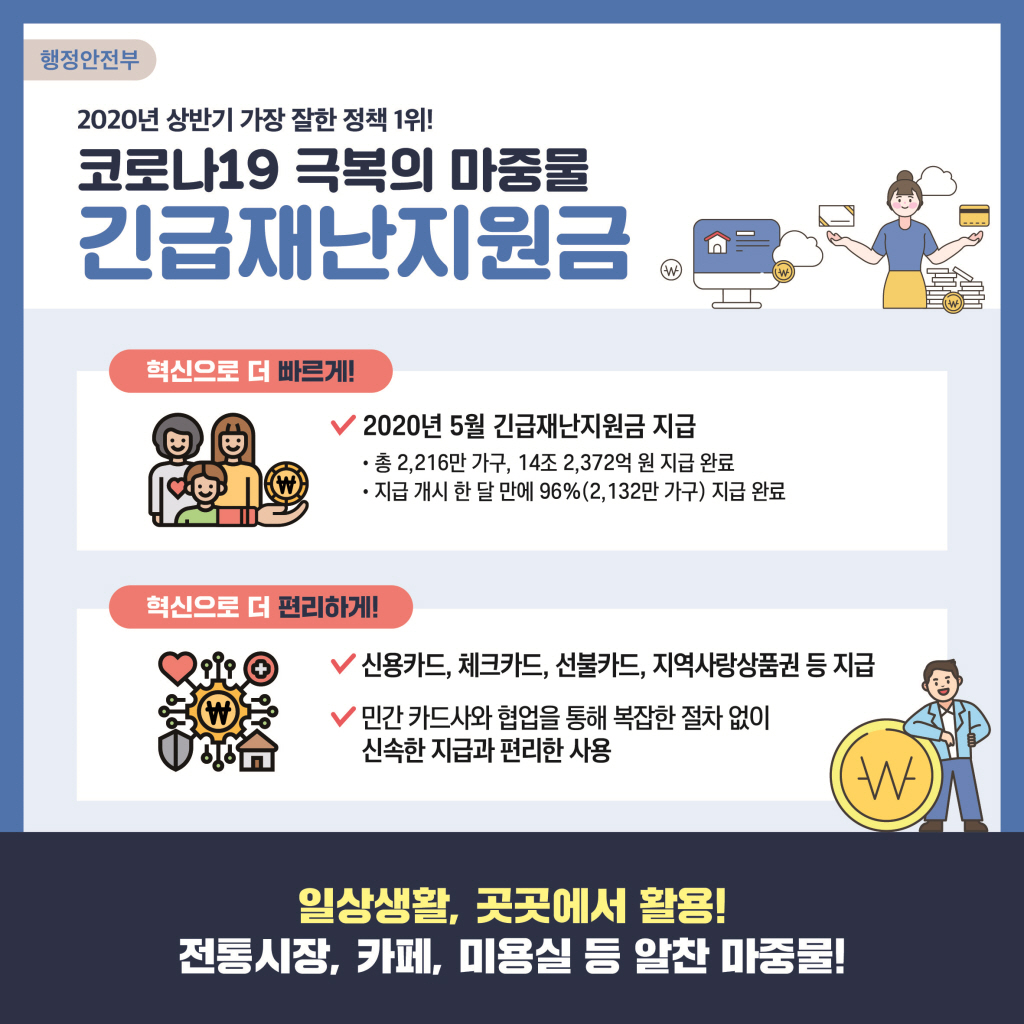 행정안전부
2020년 상반기 가장 잘한 정책 1위!
코로나19 극복의 마중물
긴급재난지원금
혁신으로 더 빠르게!
2020년 5월 긴급재난지원금 지급
• 총 2,216만 가구, 14조 2,372억 원 지급 완료
• 지급 개시 한 달 만에 96%(2,132만 가구) 지급 완료
혁신으로 더 편리하게!
신용카드, 체크카드, 선불카드, 지역사랑상품권 등 지급
민간 카드사와 협업을 통해 복잡한 절차 없이
신속한 지급과 편리한 사용
일상생활, 곳곳에서 활용!
전통시장, 카페, 미용실 등 알찬 마중물!